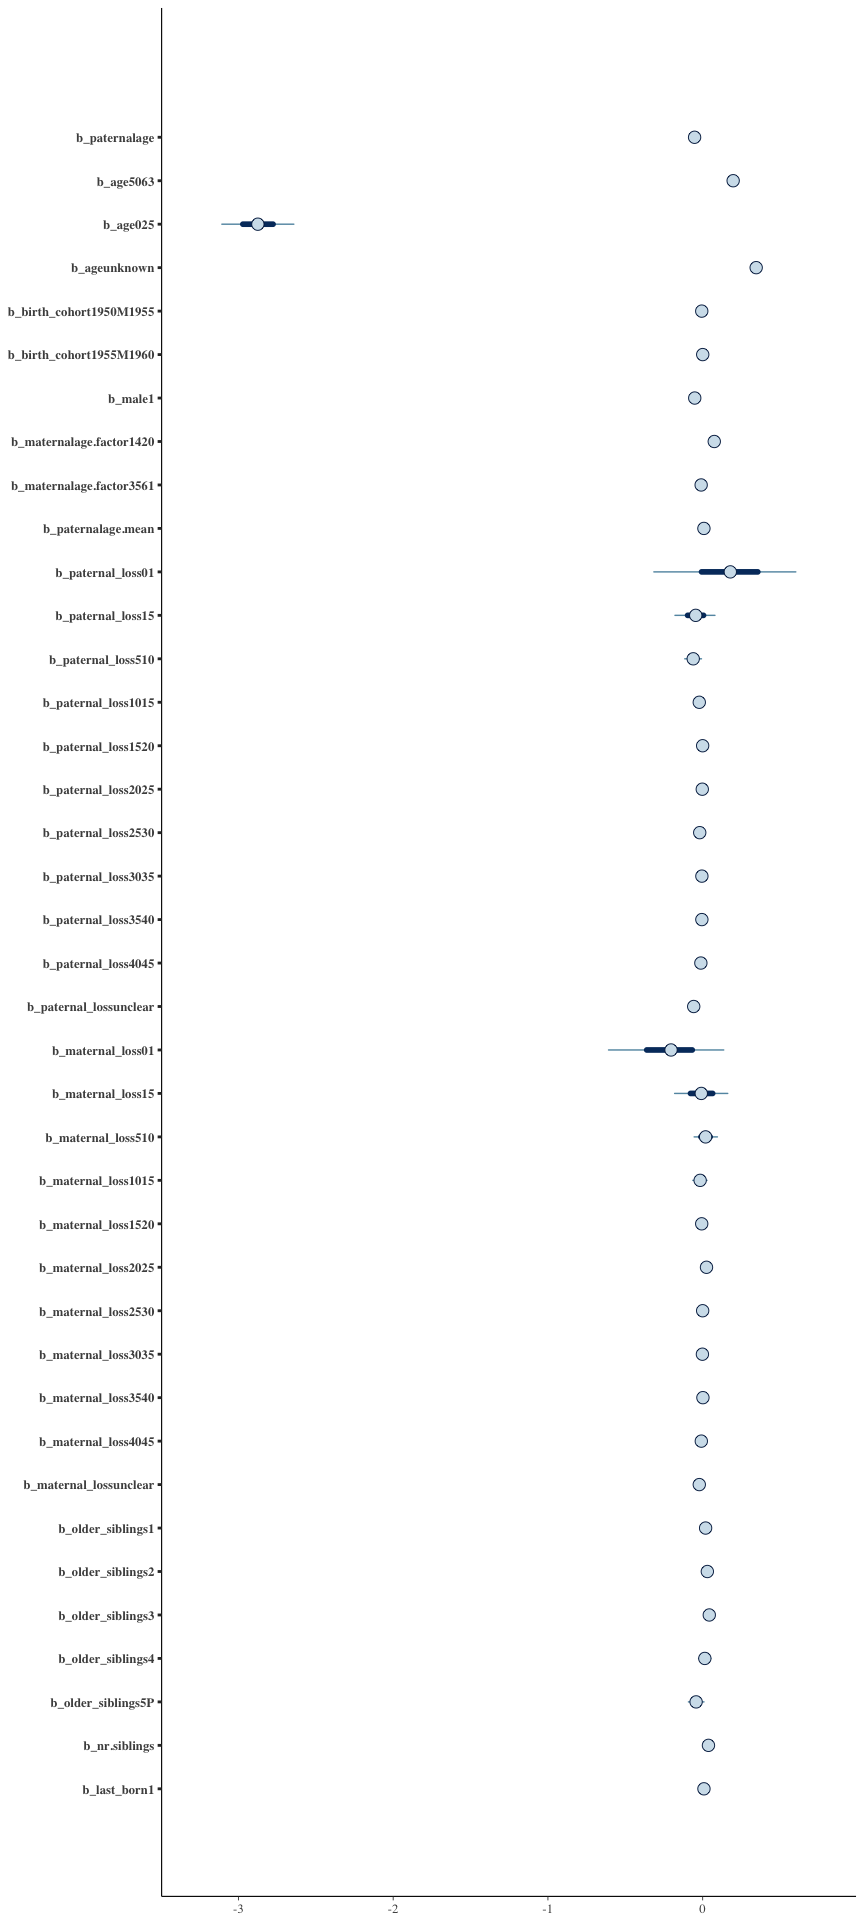 b_paternalage
b_age5063
b_age025
b_ageunknown
b_birth_cohort1950M1955
b_birth_cohort1955M1960
b_male1
b_maternalage.factor1420
b_maternalage.factor3561
b_paternalage.mean
b_paternal_loss01
b_paternal_loss15
b_paternal_loss510
b_paternal_loss1015
b_paternal_loss1520
b_paternal_loss2025
b_paternal_loss2530
b_paternal_loss3035
b_paternal_loss3540
b_paternal_loss4045
b_paternal_lossunclear
b_maternal_loss01
b_maternal_loss15
b_maternal_loss510
b_maternal_loss1015
b_maternal_loss1520
b_maternal_loss2025
b_maternal_loss2530
b_maternal_loss3035
b_maternal_loss3540
b_maternal_loss4045
b_maternal_lossunclear
b_older_siblings1
b_older_siblings2
b_older_siblings3
b_older_siblings4
b_older_siblings5P
b_nr.siblings
b_last_born1
-3 -2 -1 0